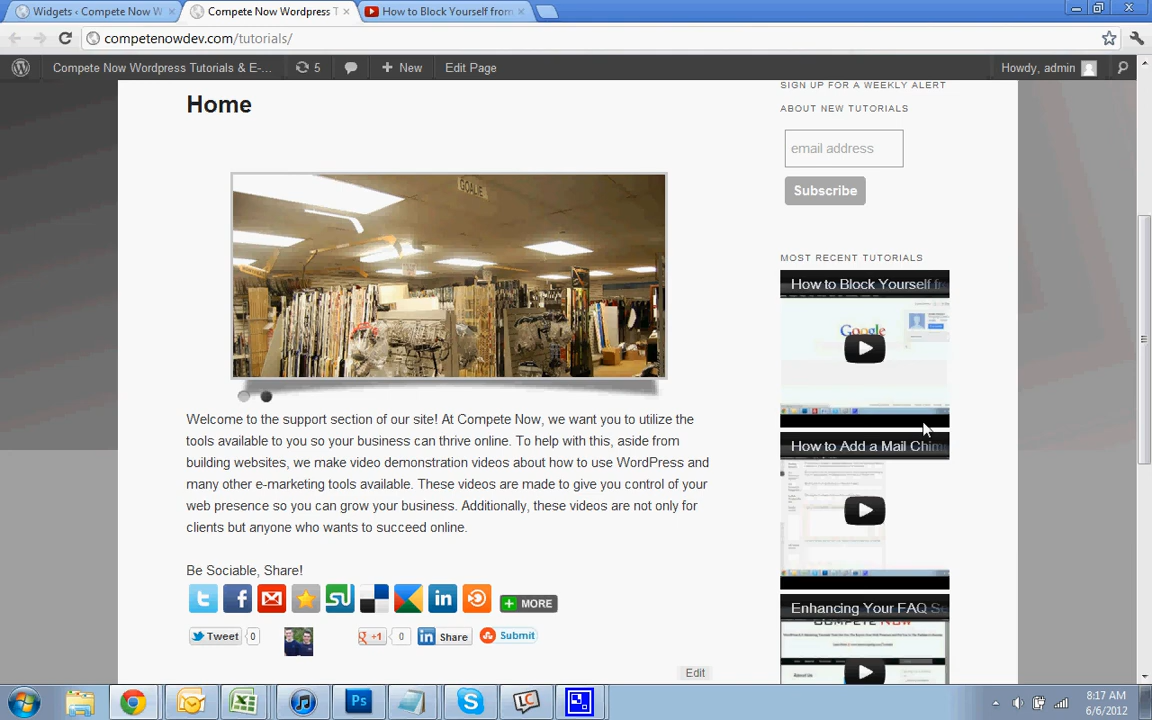 Widgets ‹ Compete Now W
Compete Now Wordpress T
How to Block Yourself from
competenowdev.com/tutorials/
Compete Now Wordpress Tutorials & E-...
5
New
Edit Page
Howdy, admin
Home
GOALIE
SIGN UP FOR A WEEKLY ALERT
ABOUT NEW TUTORIALS
email address
Subscribe
MOST RECENT TUTORIALS
How to Block Yourself fr
Google
How to Add a Mail Chim
Enhancing Your FAQ Se
COMPETE NOW
Welcome to the support section of our site! At Compete Now, we want you to utilize the
tools available to you so your business can thrive online. To help with this, aside from
building websites, we make video demonstration videos about how to use WordPress and
many other e-marketing tools available. These videos are made to give you control of your
web presence so you can grow your business. Additionally, these videos are not only for
clients but anyone who wants to succeed online.
Be Sociable, Share!
MORE
Tweet 0
+1 0
Share
Submit
Edit
8:17 AM
6/6/2012